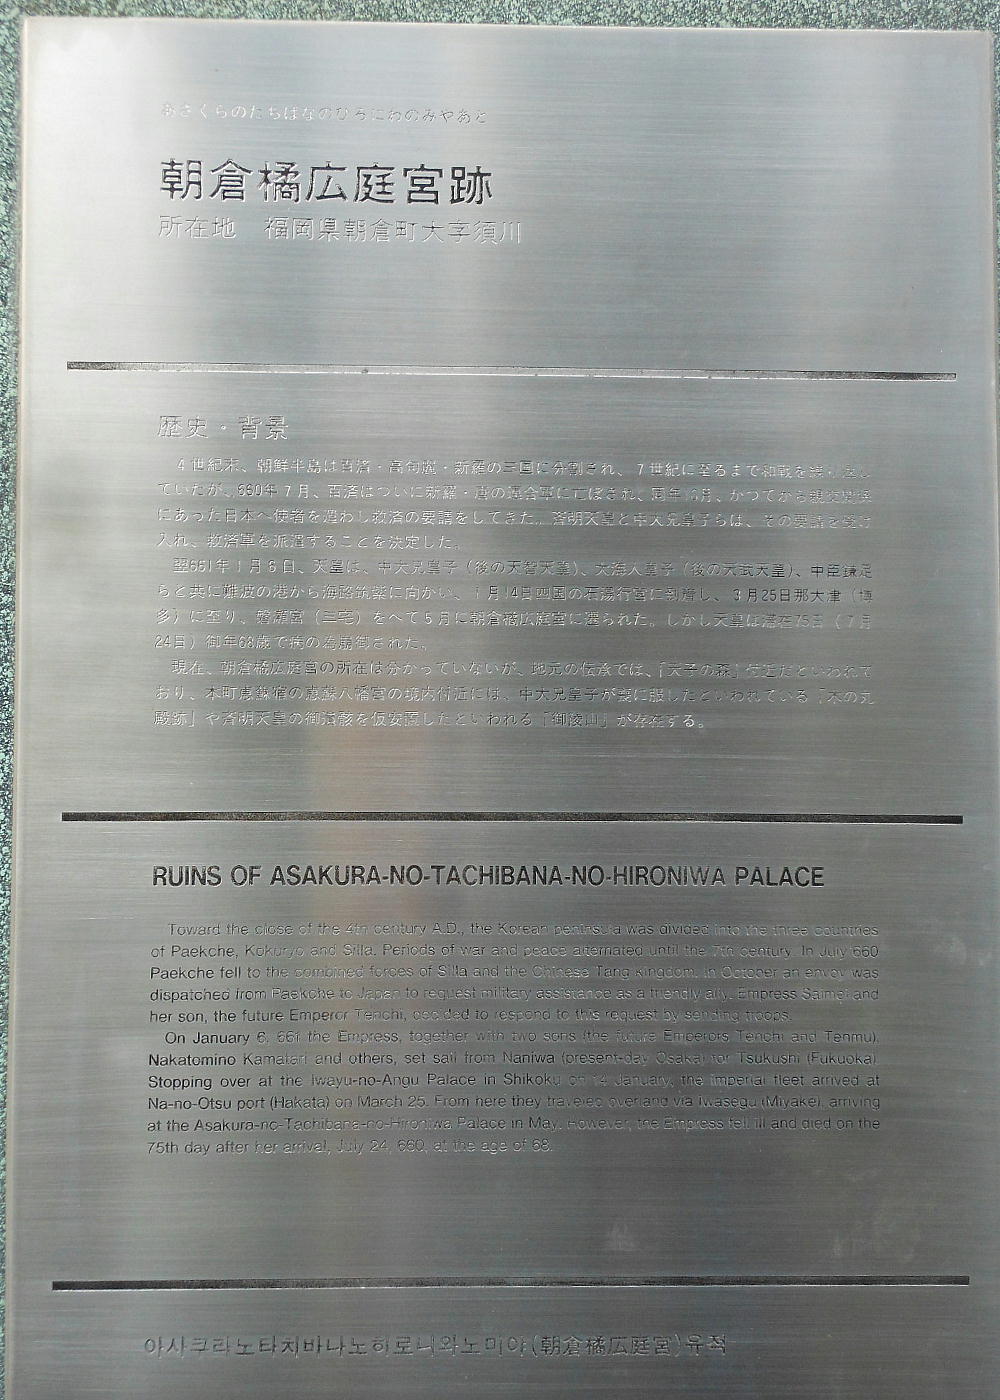 あさくらのたちばなのひろにわのみやあと
朝倉橘広庭宮跡
所在地　福岡県朝倉町大字須川
歴史・背景
4世紀末、朝鮮半島は百済・高句麗・新羅の三国に分割され、7世紀に至るまで和戦を繰り返し
ていたが、660年7月、百済はついに新羅・唐の連合軍に亡ぼされ、同年10月、かつてから親交関係
にあった日本へ使者を遣わし救済の要請をしてきた。斉明天皇と中大兄皇子らは、その要請を受け
入れ、救済軍を派遣することを決定した。
翌661年1月6日、天皇は、中大兄皇子（後の天智天皇）、大海人皇子（後の天武天皇）、中臣鎌足
らと共に難波の港から海路筑紫に向かい、1月14日四国の石湯行宮に到着し、3月25日那大津（博
多）に至り、磐瀬宮（三宅）をへて5月に朝倉橘広庭宮に遷られた。しかし天皇は滞在75日（7月
24日）御年68歳で病の為崩御された。
現在、朝倉橘広庭宮の所在は分かっていないが、地元の伝承では、「天子の森」付近だといわれて
おり、本町恵蘇宿の恵蘇八幡宮の境内付近には、中大兄皇子が喪に服したといわれている「木の丸
殿跡」や斉明天皇の御遺骸を仮安置したといわれる「御陵山」が存在する。
RUINS OF ASAKURA-NO-TACHIBANA-NO-HIRONIWA PALACE
Toward the close of the 4th century A.D., the Korean peninsula was divided into the three countries
of Paekche, Kokuryo and Silla. Periods of war and peace alternated until the 7th century. In July 660
Paekche fell to the combined forces of Silla and the Chinese Tang kingdom. In October an envoy was
dispatched from Paekche to Japan to request military assistance as a friendly ally. Empress Saimei and
her son, the future Emperor Tenchi, decided to respond to this request by sending troops.
On January 6, 661 the Empress, together with two sons (the future Emperors Tenchi and Tenmu),
Nakatomino Kamatari and others, set sail from Naniwa (present-day Osaka) for Tsukushi (Fukuoka).
Stopping over at the Iwayu-no-Angu Palace in Shikoku on 14 January, the imperial fleet arrived at
Na-no-Otsu port (Hakata) on March 25. From here they traveled overland via Iwasegu (Miyake), arriving
at the Asakura-no-Tachibana-no-Hironiwa Palace in May. However, the Empress fell ill and died on the
75th day after her arrival, July 24, 660, at the age of 68.
아사쿠라노타치바나노히로니와노미야(朝倉橘広庭宮)유적